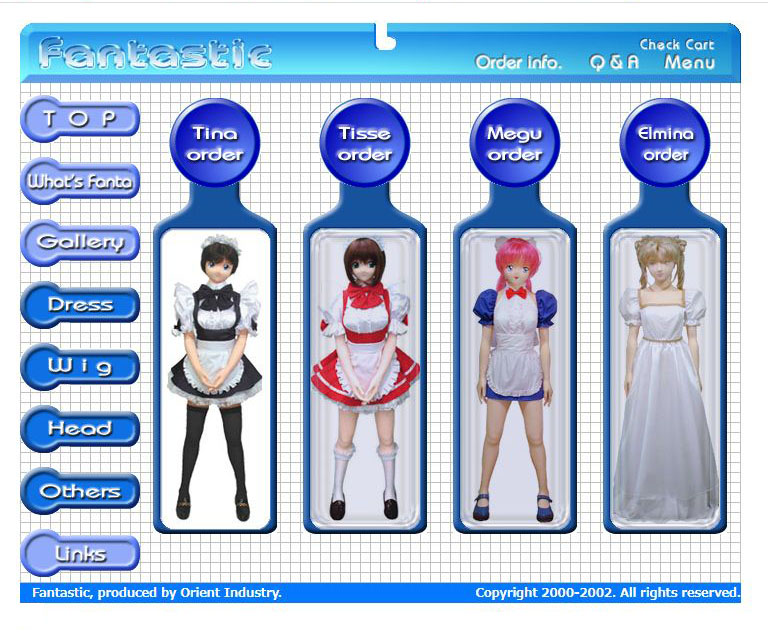 Fantastic
Check Cart
Order info. Q & A Menu
T O P
What's Fanta
Gallery
Dress
Wig
Head
Others
Links
Tina
order
Tisse
order
Megu
order
Elmina
order
Fantastic, produced by Orient Industry.
Copyright 2000-2002. All rights reserved.